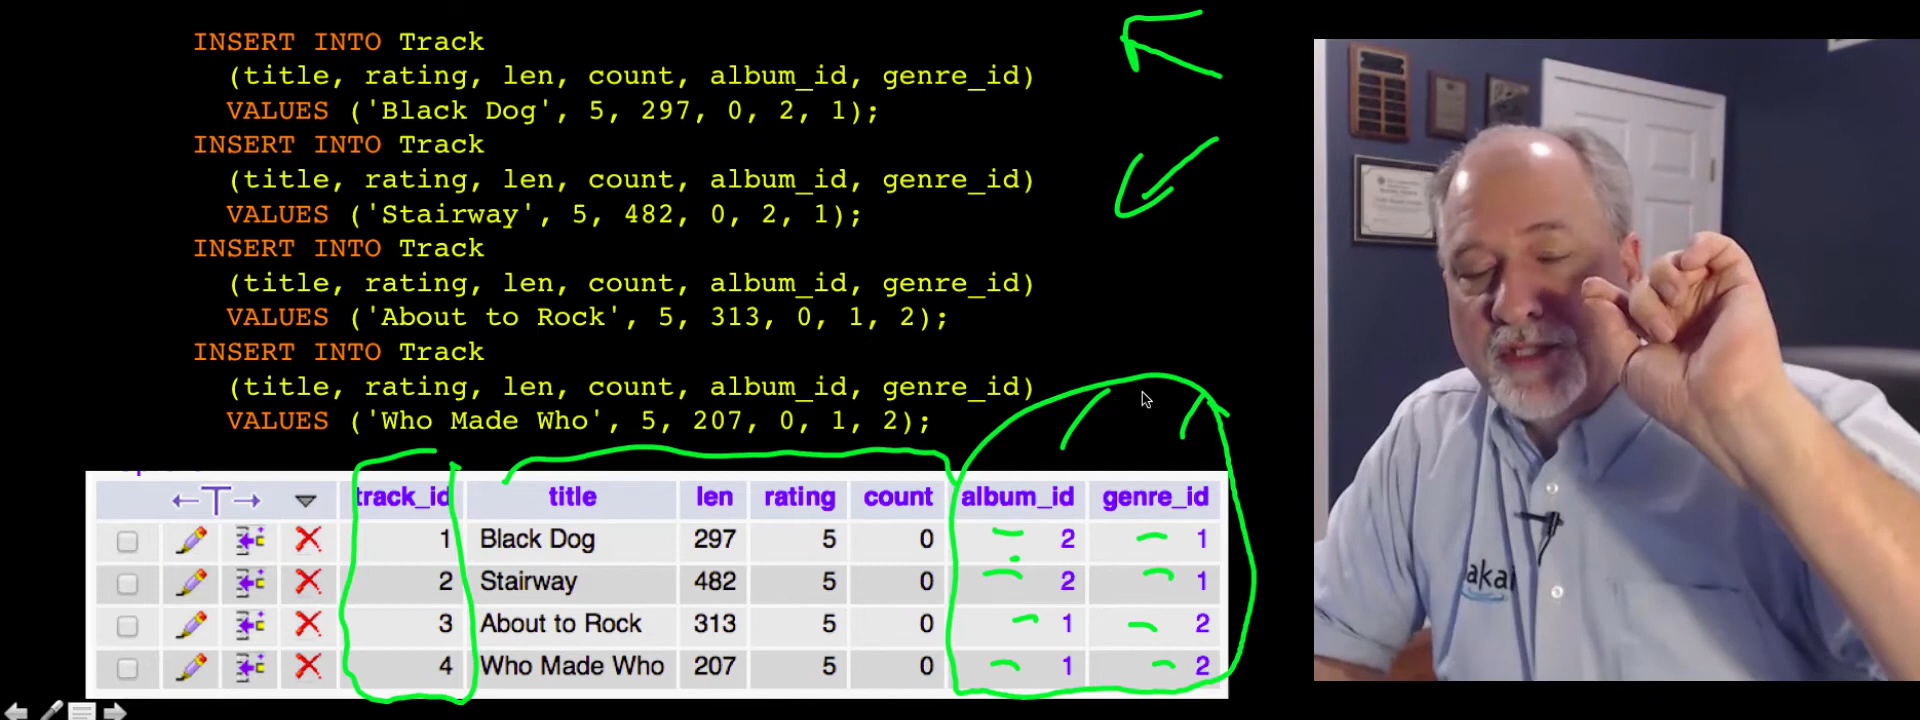 INSERT INTO Track
(title, rating, len, count, album_id, genre_id)
VALUES ('Black Dog', 5, 297, 0, 2, 1);
INSERT INTO Track
(title, rating, len, count, album_id, genre_id)
VALUES ('Stairway', 5, 482, 0, 2, 1);
INSERT INTO Track
(title, rating, len, count, album_id, genre_id)
VALUES ('About to Rock', 5, 313, 0, 1, 2);
INSERT INTO Track
(title, rating, len, count, album_id, genre_id)
VALUES ('Who Made Who', 5, 207, 0, 1, 2);
←T→ track_id title len rating count album_id genre_id
1 Black Dog 297 5 0 2 1
2 Stairway 482 5 0 2 1
3 About to Rock 313 5 0 1 2
4 Who Made Who 207 5 0 1 2
akai